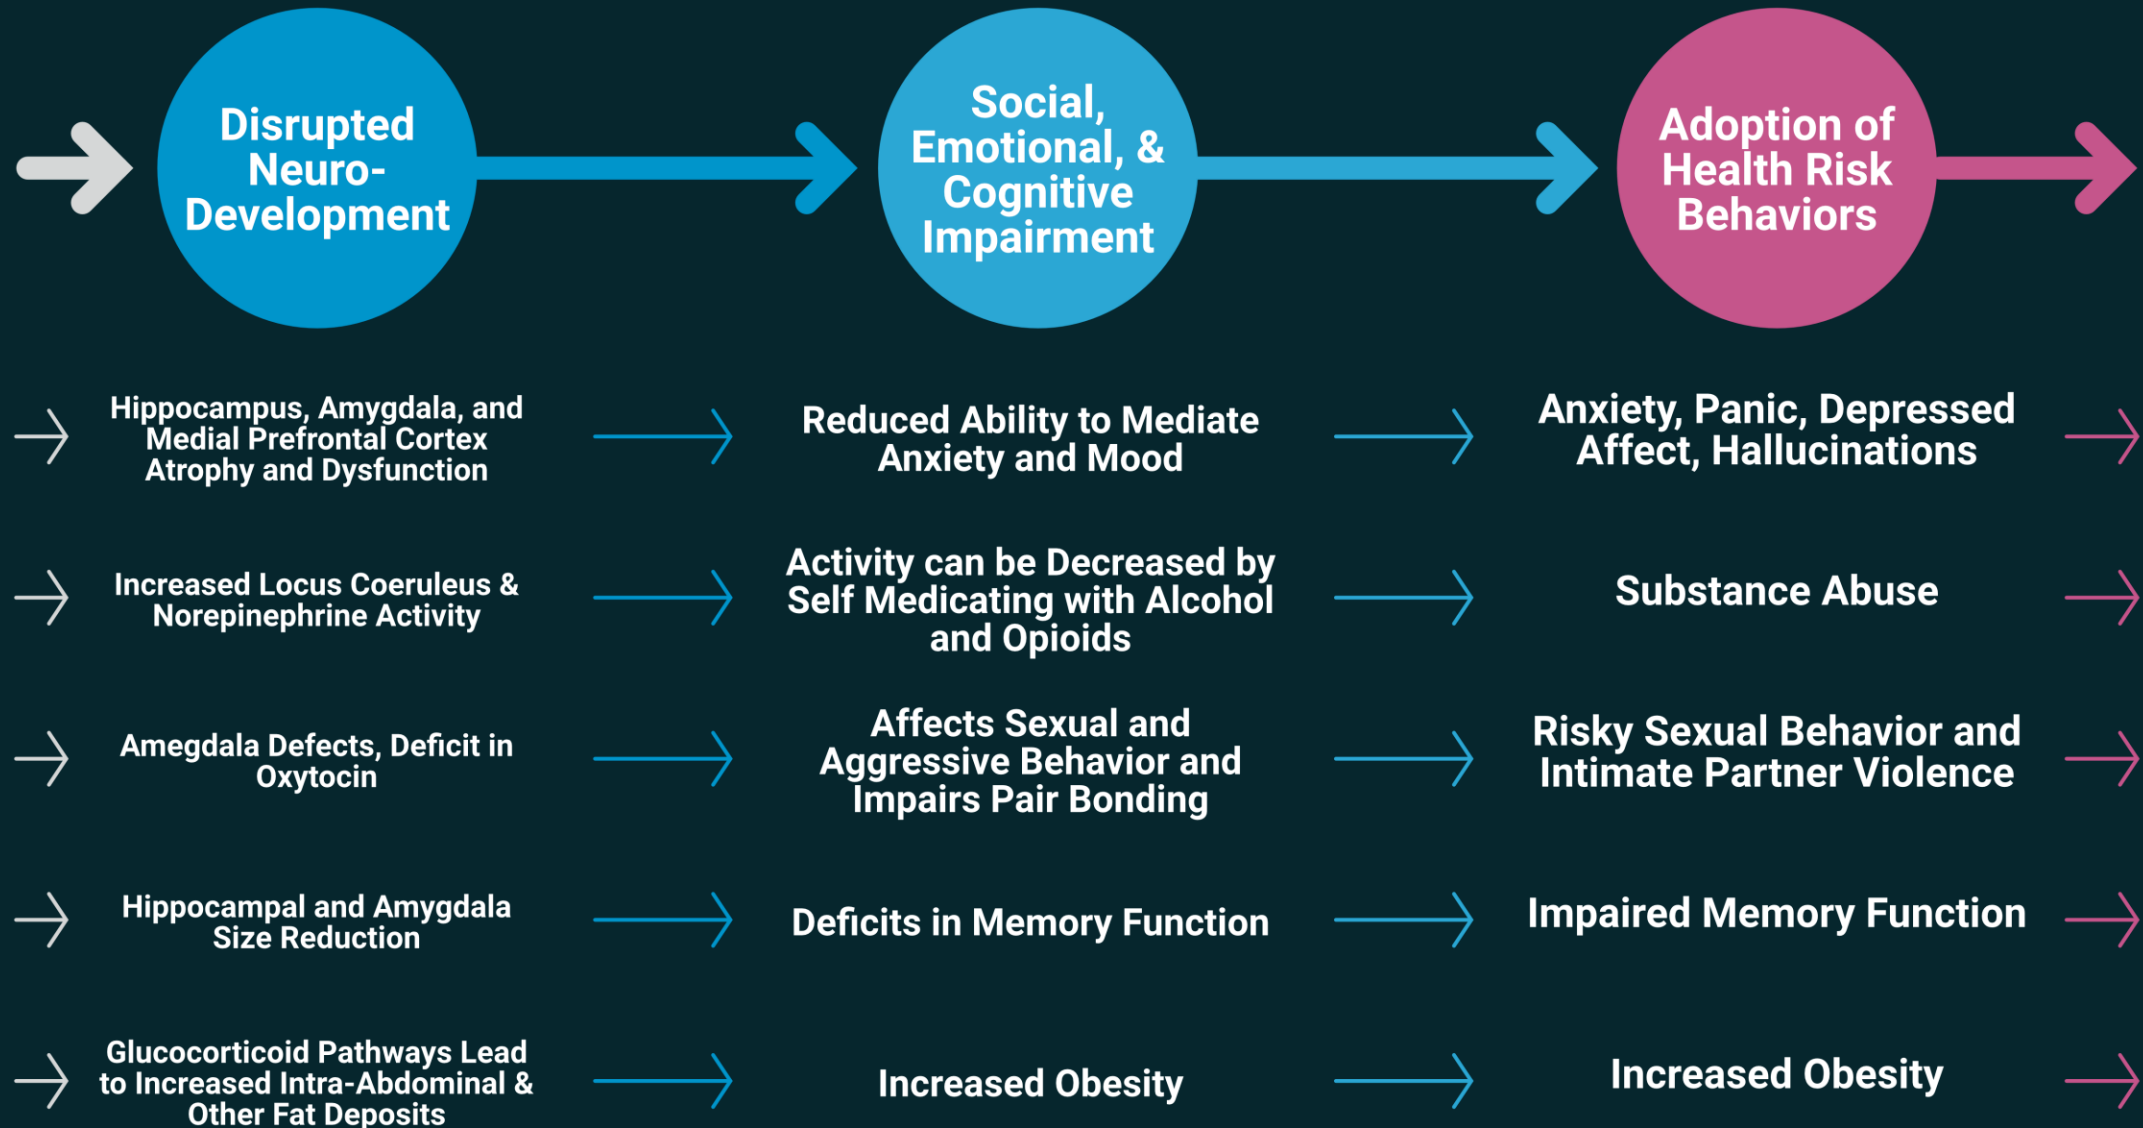 Disrupted
Neuro-
Development
Social,
Emotional, &
Cognitive
Impairment
Adoption of
Health Risk
Behaviors
Hippocampus, Amygdala, and
Medial Prefrontal Cortex
Atrophy and Dysfunction
Reduced Ability to Mediate
Anxiety and Mood
Anxiety, Panic, Depressed
Affect, Hallucinations
Increased Locus Coeruleus &
Norepinephrine Activity
Activity can be Decreased by
Self Medicating with Alcohol
and Opioids
Substance Abuse
Amegdala Defects, Deficit in
Oxytocin
Affects Sexual and
Aggressive Behavior and
Impairs Pair Bonding
Risky Sexual Behavior and
Intimate Partner Violence
Hippocampal and Amygdala
Size Reduction
Deficits in Memory Function
Impaired Memory Function
Glucocorticoid Pathways Lead
to Increased Intra-Abdominal &
Other Fat Deposits
Increased Obesity
Increased Obesity